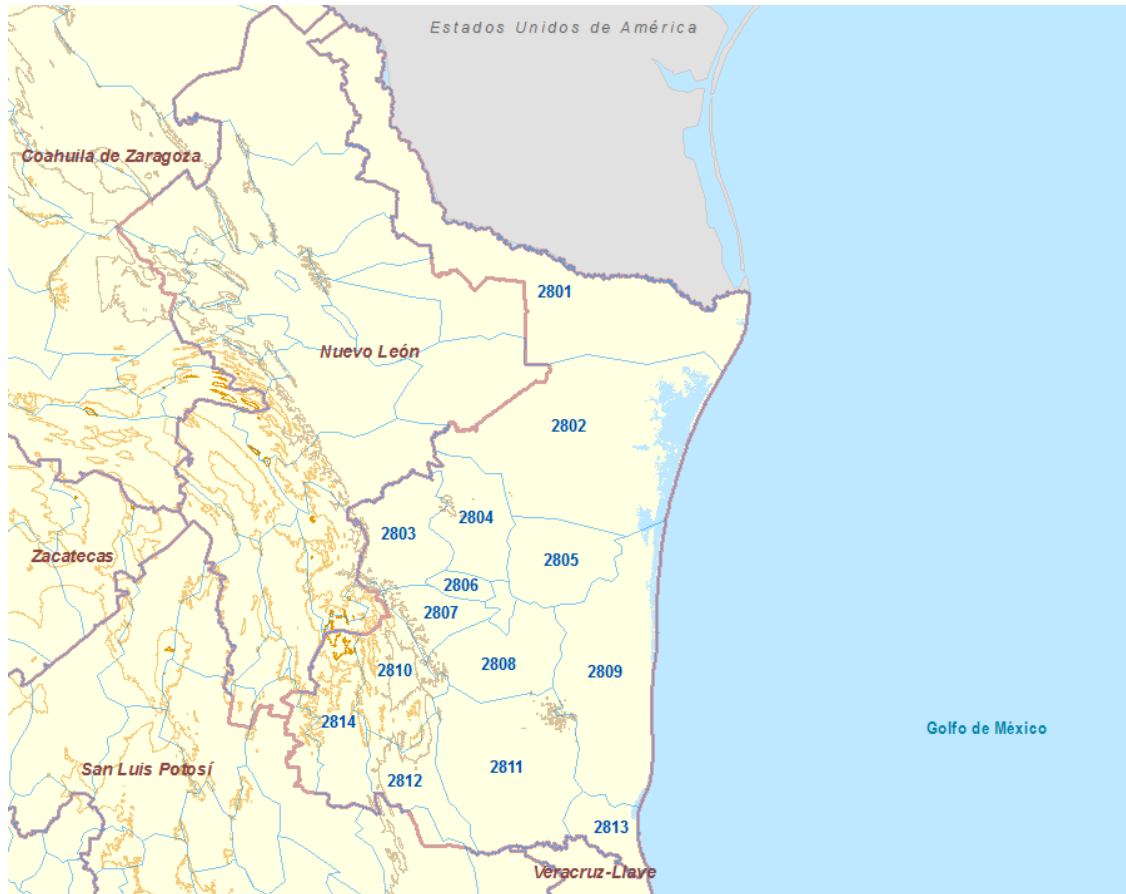 Estados Unidos de América
Coahuila de Zaragoza
2801
Nuevo León
2802
2804
2803
Zacatecas
2805
2806
2807
2808
2810
2809
2814
Golfo de México
San Luis Potosí
2811
2812
2813
Veracruz-Llave